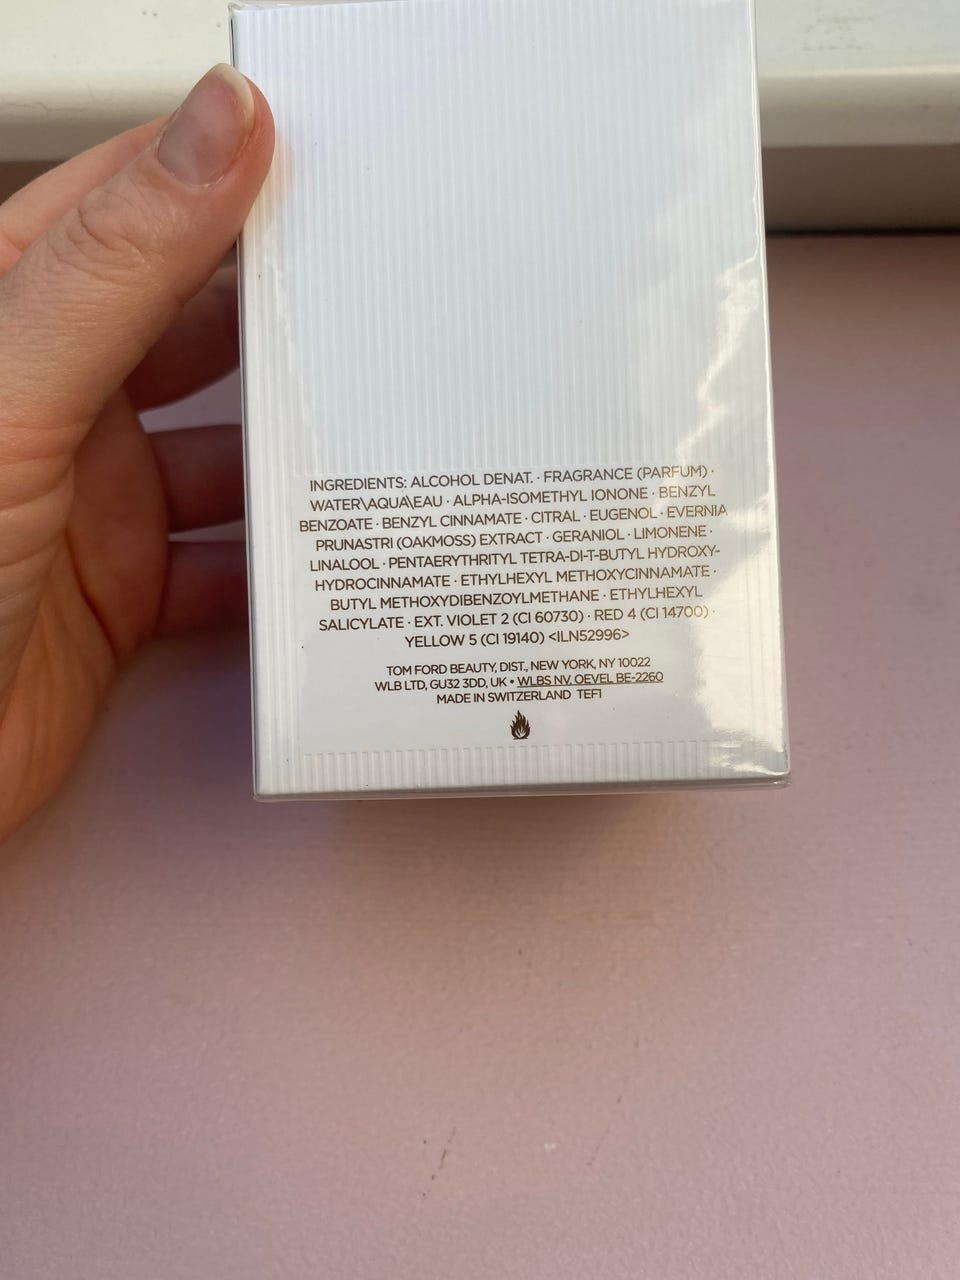 INGREDIENTS: ALCOHOL DENAT. · FRAGRANCE (PARFUM) ·
WATER\AQUA\EAU · ALPHA-ISOMETHYL IONONE · BENZYL
BENZOATE · BENZYL CINNAMATE · CITRAL · EUGENOL · EVERNIA
PRUNASTRI (OAKMOSS) EXTRACT · GERANIOL · LIMONENE ·
LINALOOL · PENTAERYTHRITYL TETRA-DI-T-BUTYL HYDROXY-
HYDROCINNAMATE · ETHYLHEXYL METHOXYCINNAMATE ·
BUTYL METHOXYDIBENZOYLMETHANE · ETHYLHEXYL
SALICYLATE · EXT. VIOLET 2 (CI 60730) · RED 4 (CI 14700) ·
YELLOW 5 (CI 19140) <ILN52996>
TOM FORD BEAUTY, DIST., NEW YORK, NY 10022
WLB LTD, GU32 3DD, UK • WLBS NV. OEVEL BE-2260
MADE IN SWITZERLAND TEF1